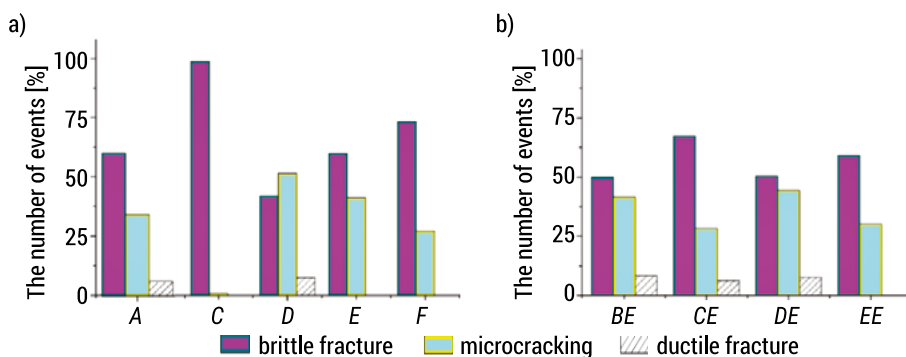 a)
The number of events [%]
100
75
50
25
0
A C D E F
b)
The number of events [%]
100
75
50
25
0
BE CE DE EE
brittle fracture microcracking ductile fracture